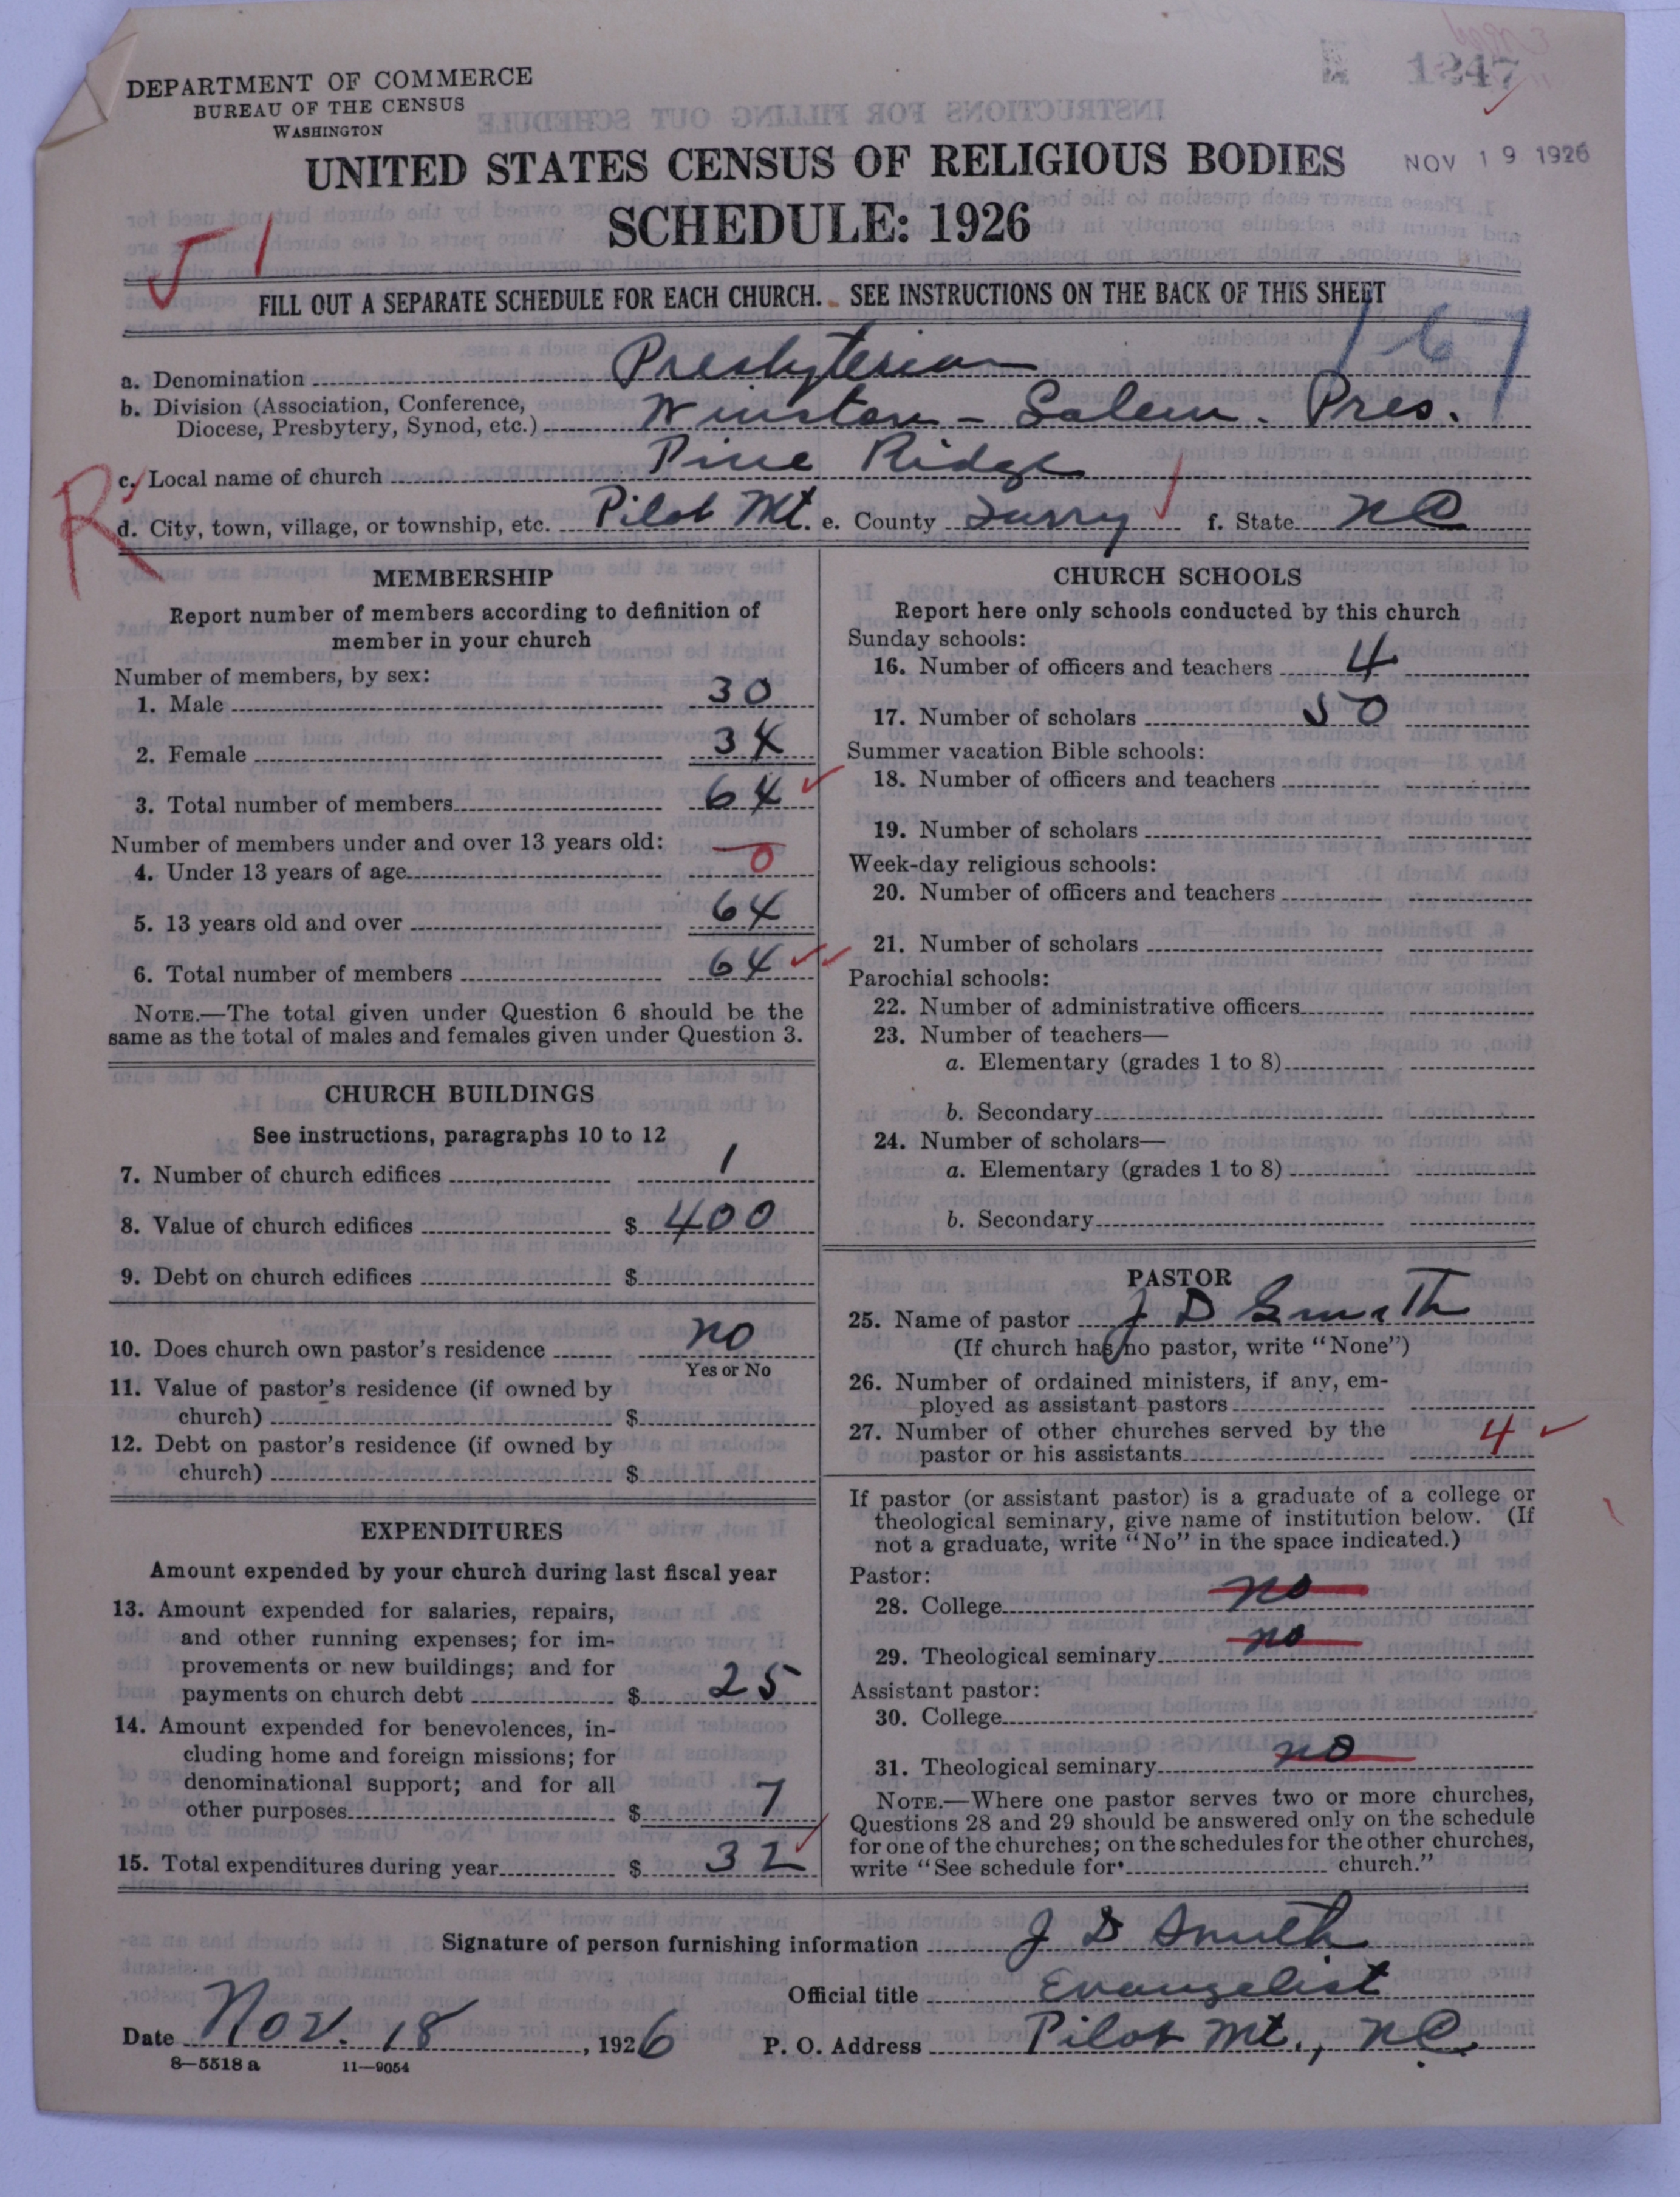 DEPARTMENT OF COMMERCE
BUREAU OF THE CENSUS
WASHINGTON
1247
UNITED STATES CENSUS OF RELIGIOUS BODIES
NOV 19 1926
SCHEDULE: 1926
FILL OUT A SEPARATE SCHEDULE FOR EACH CHURCH. SEE INSTRUCTIONS ON THE BACK OF THIS SHEET
a. Denomination Presbyterian
b. Division (Association, Conference, Diocese, Presbytery, Synod, etc.) Winston-Salem. Pres.
c. Local name of church Pine Ridge
R
d. City, town, village, or township, etc. Pilot Mt. e. County Surry f. State NC
MEMBERSHIP
Report number of members according to definition of
member in your church
Number of members, by sex:
1. Male 30
2. Female 34
3. Total number of members 64
Number of members under and over 13 years old:
4. Under 13 years of age 0
5. 13 years old and over 64
6. Total number of members 64
NOTE.—The total given under Question 6 should be the
same as the total of males and females given under Question 3.
CHURCH BUILDINGS
See instructions, paragraphs 10 to 12
7. Number of church edifices 1
8. Value of church edifices $ 400
9. Debt on church edifices $
10. Does church own pastor's residence no
Yes or No
11. Value of pastor's residence (if owned by
church) $
12. Debt on pastor's residence (if owned by
church) $
EXPENDITURES
Amount expended by your church during last fiscal year
13. Amount expended for salaries, repairs,
and other running expenses; for im-
provements or new buildings; and for
payments on church debt $ 25
14. Amount expended for benevolences, in-
cluding home and foreign missions; for
denominational support; and for all
other purposes $ 7
15. Total expenditures during year $ 32
CHURCH SCHOOLS
Report here only schools conducted by this church
Sunday schools:
16. Number of officers and teachers 4
17. Number of scholars 50
Summer vacation Bible schools:
18. Number of officers and teachers
19. Number of scholars
Week-day religious schools:
20. Number of officers and teachers
21. Number of scholars
Parochial schools:
22. Number of administrative officers
23. Number of teachers—
a. Elementary (grades 1 to 8)
b. Secondary
24. Number of scholars—
a. Elementary (grades 1 to 8)
b. Secondary
PASTOR
25. Name of pastor J D Smith
(If church has no pastor, write "None")
26. Number of ordained ministers, if any, em-
ployed as assistant pastors
27. Number of other churches served by the
pastor or his assistants 4
If pastor (or assistant pastor) is a graduate of a college or
theological seminary, give name of institution below. (If
not a graduate, write "No" in the space indicated.)
Pastor:
28. College no
29. Theological seminary no
Assistant pastor:
30. College
31. Theological seminary no
NOTE.—Where one pastor serves two or more churches,
Questions 28 and 29 should be answered only on the schedule
for one of the churches; on the schedules for the other churches,
write "See schedule for church."
Signature of person furnishing information J D Smith
Official title Evangelist
Date Nov. 18, 1926 P. O. Address Pilot Mt., NC
8—5518 a 11—9054